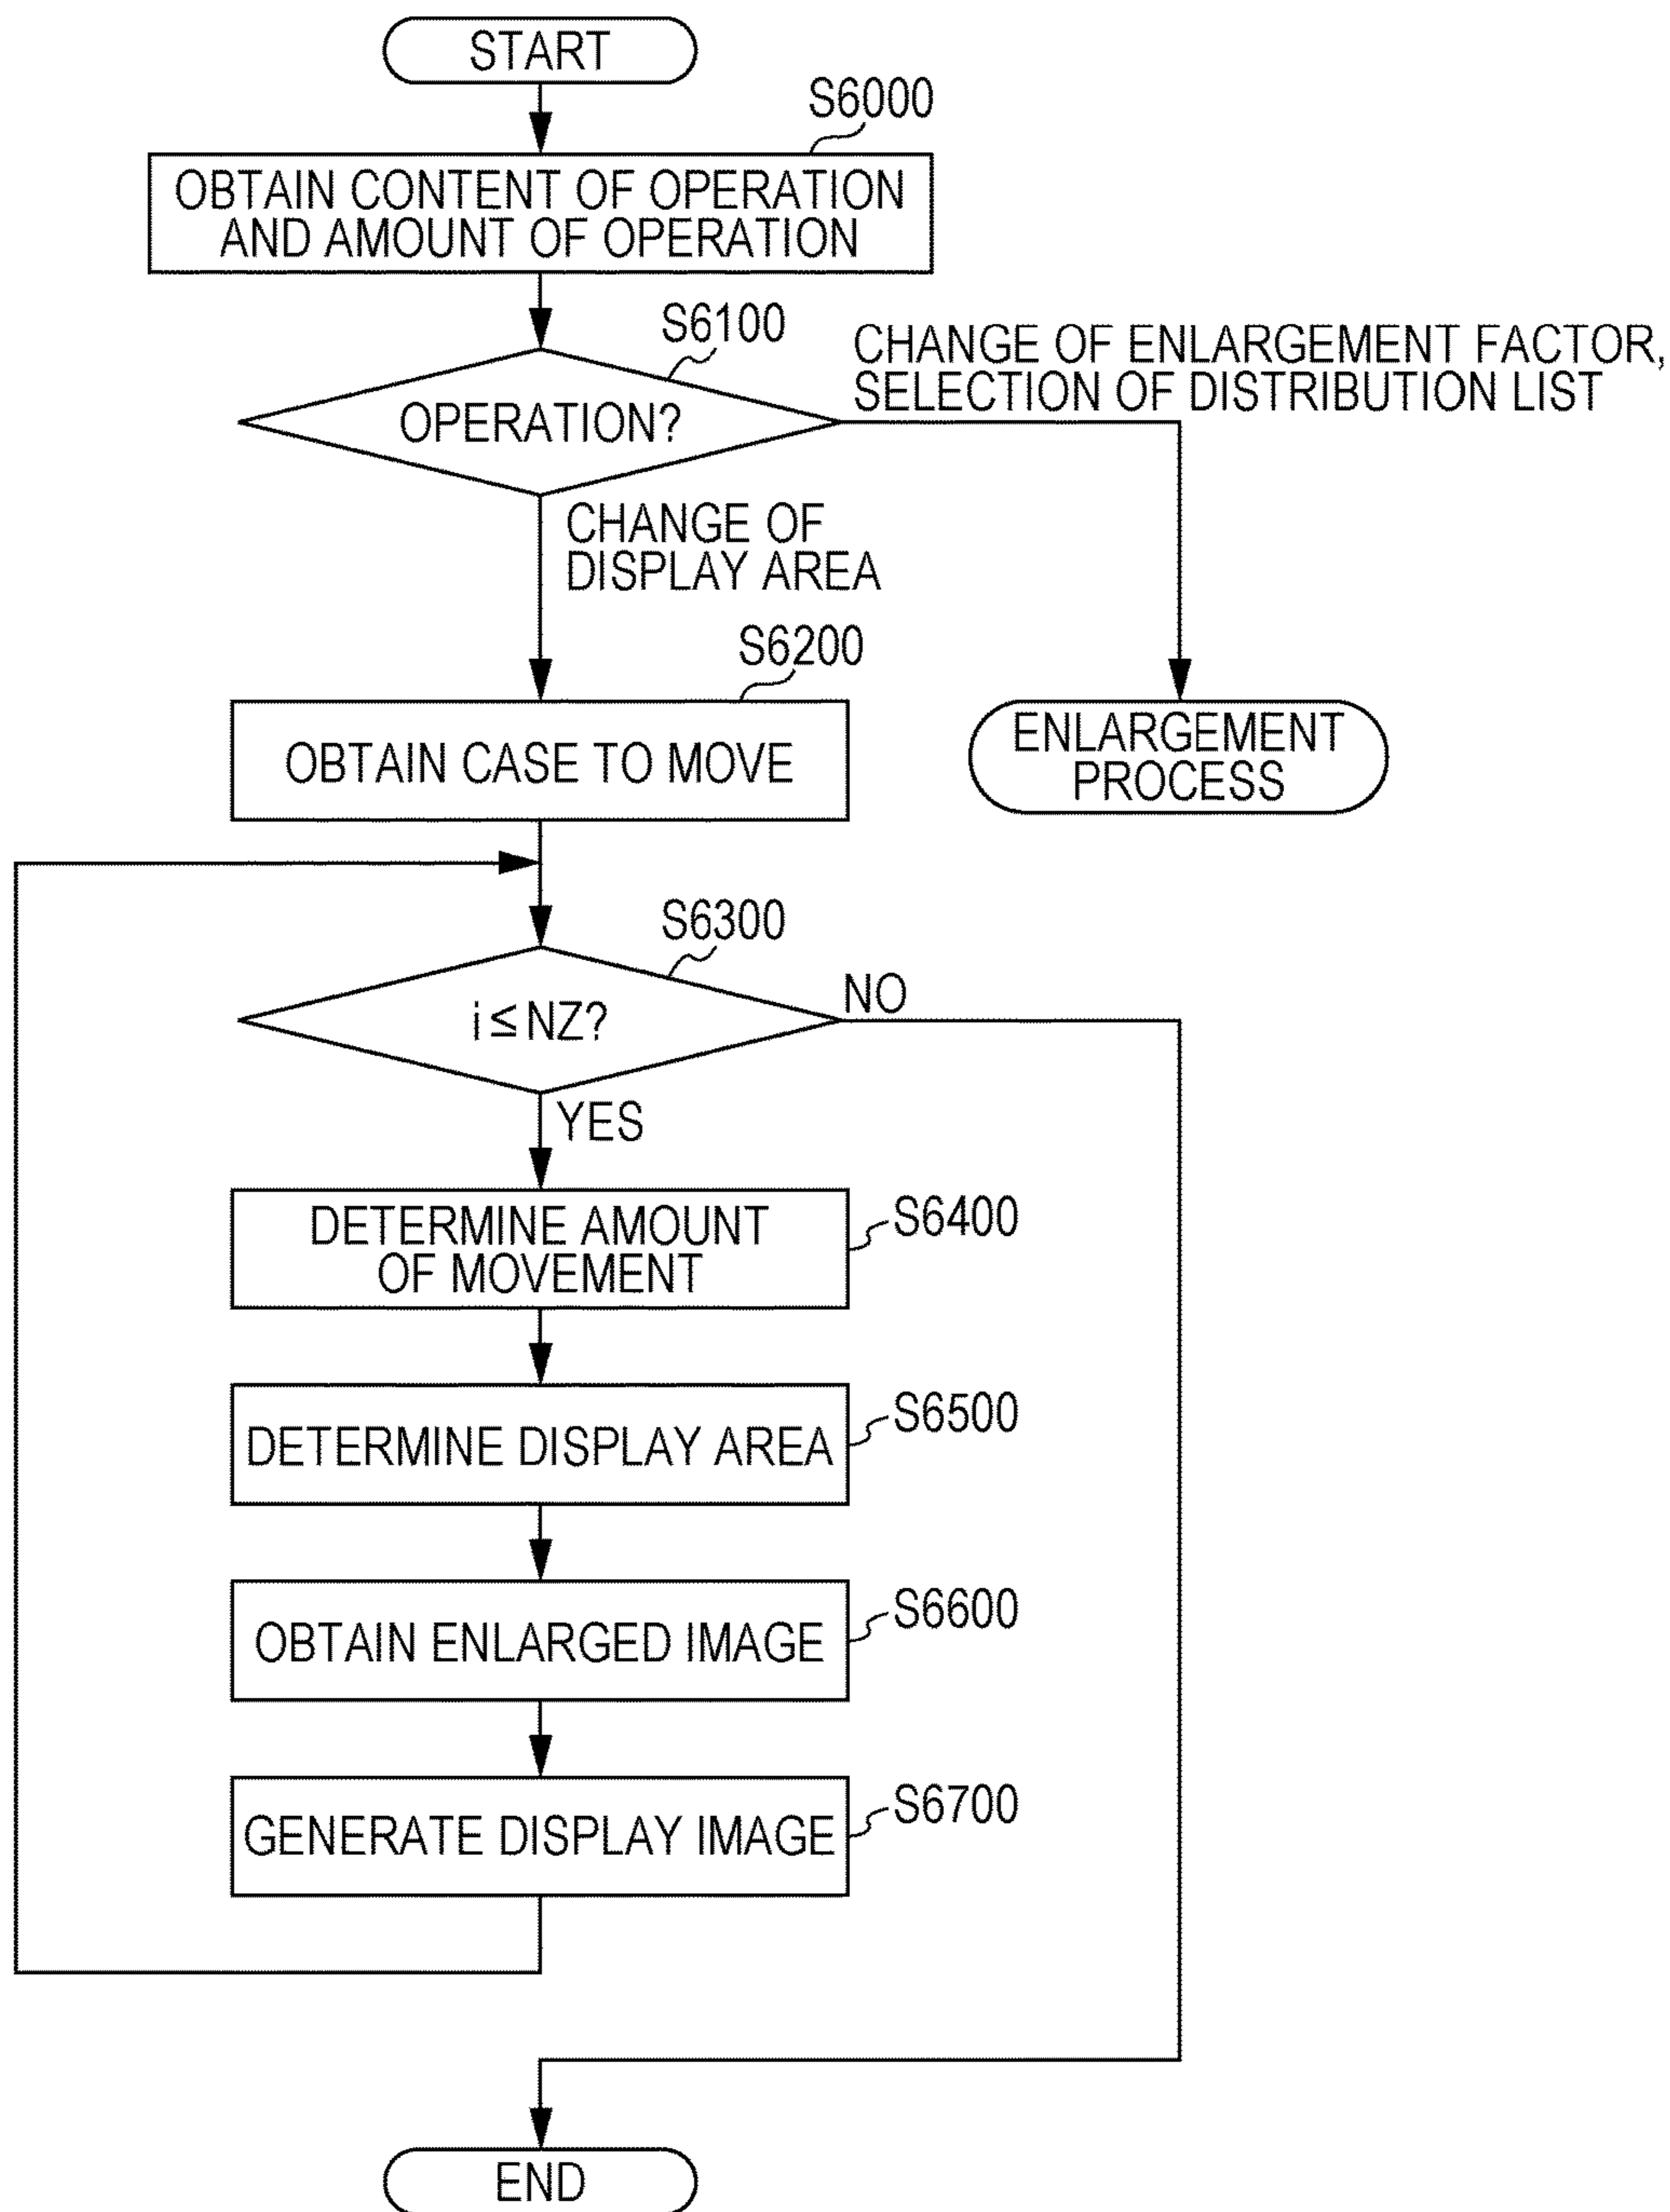 START
S6000
OBTAIN CONTENT OF OPERATION
AND AMOUNT OF OPERATION
S6100
CHANGE OF ENLARGEMENT FACTOR,
SELECTION OF DISTRIBUTION LIST
OPERATION?
CHANGE OF
DISPLAY AREA
S6200
OBTAIN CASE TO MOVE
ENLARGEMENT
PROCESS
S6300
NO
i ≤ NZ?
YES
DETERMINE AMOUNT
OF MOVEMENT
S6400
DETERMINE DISPLAY AREA
S6500
OBTAIN ENLARGED IMAGE
S6600
GENERATE DISPLAY IMAGE
S6700
END